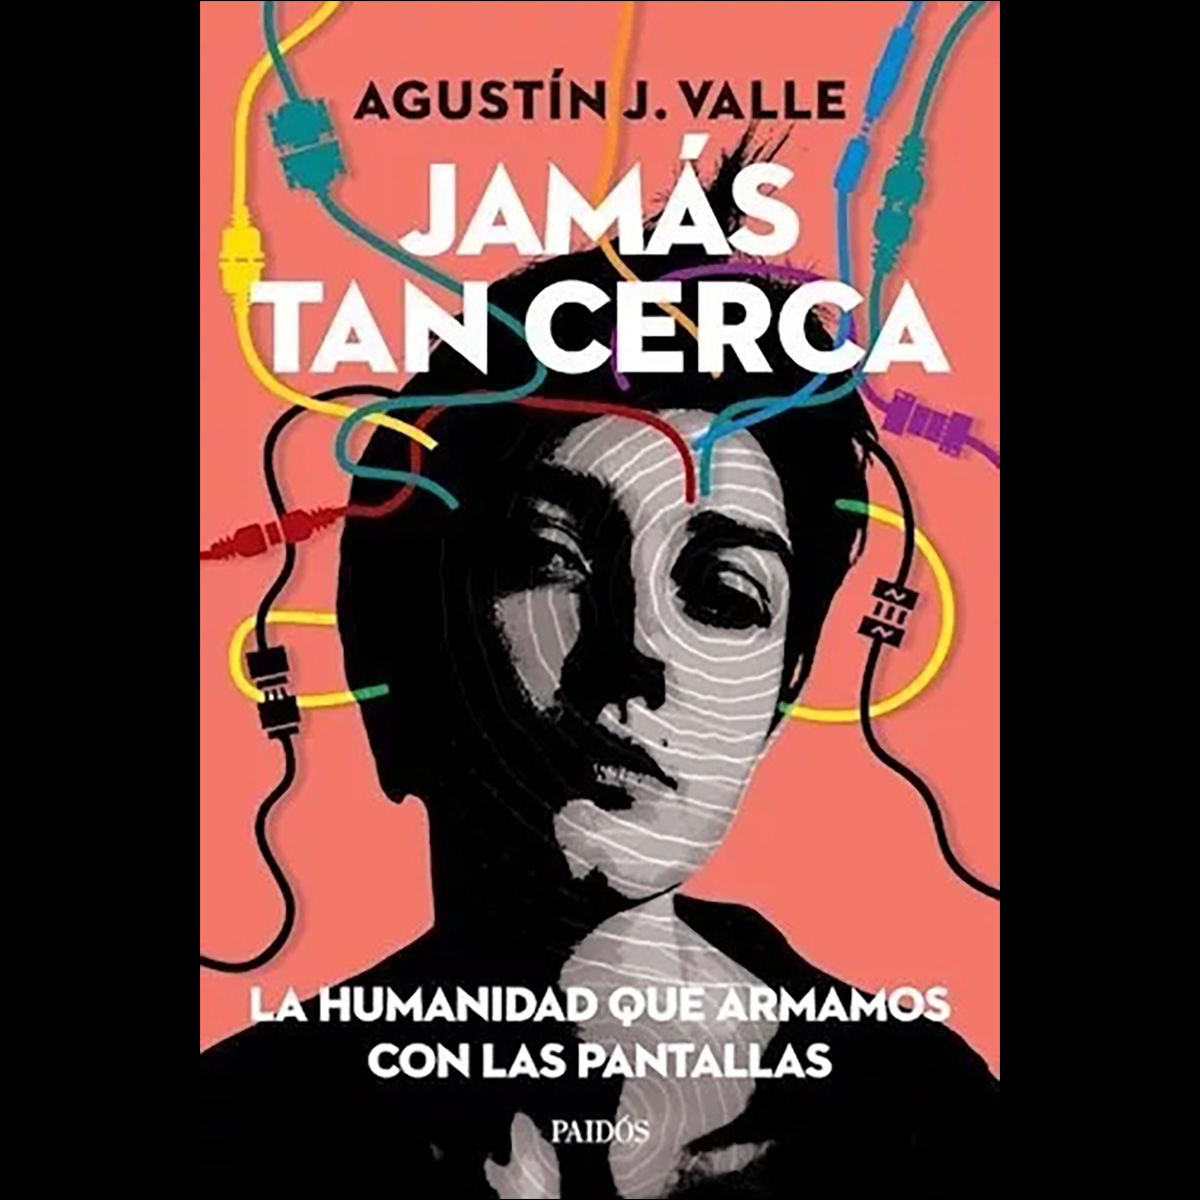 AGUSTÍN J. VALLE
JAMÁS
TAN CERCA
LA HUMANIDAD QUE ARMAMOS
CON LAS PANTALLAS
PAIDÓS